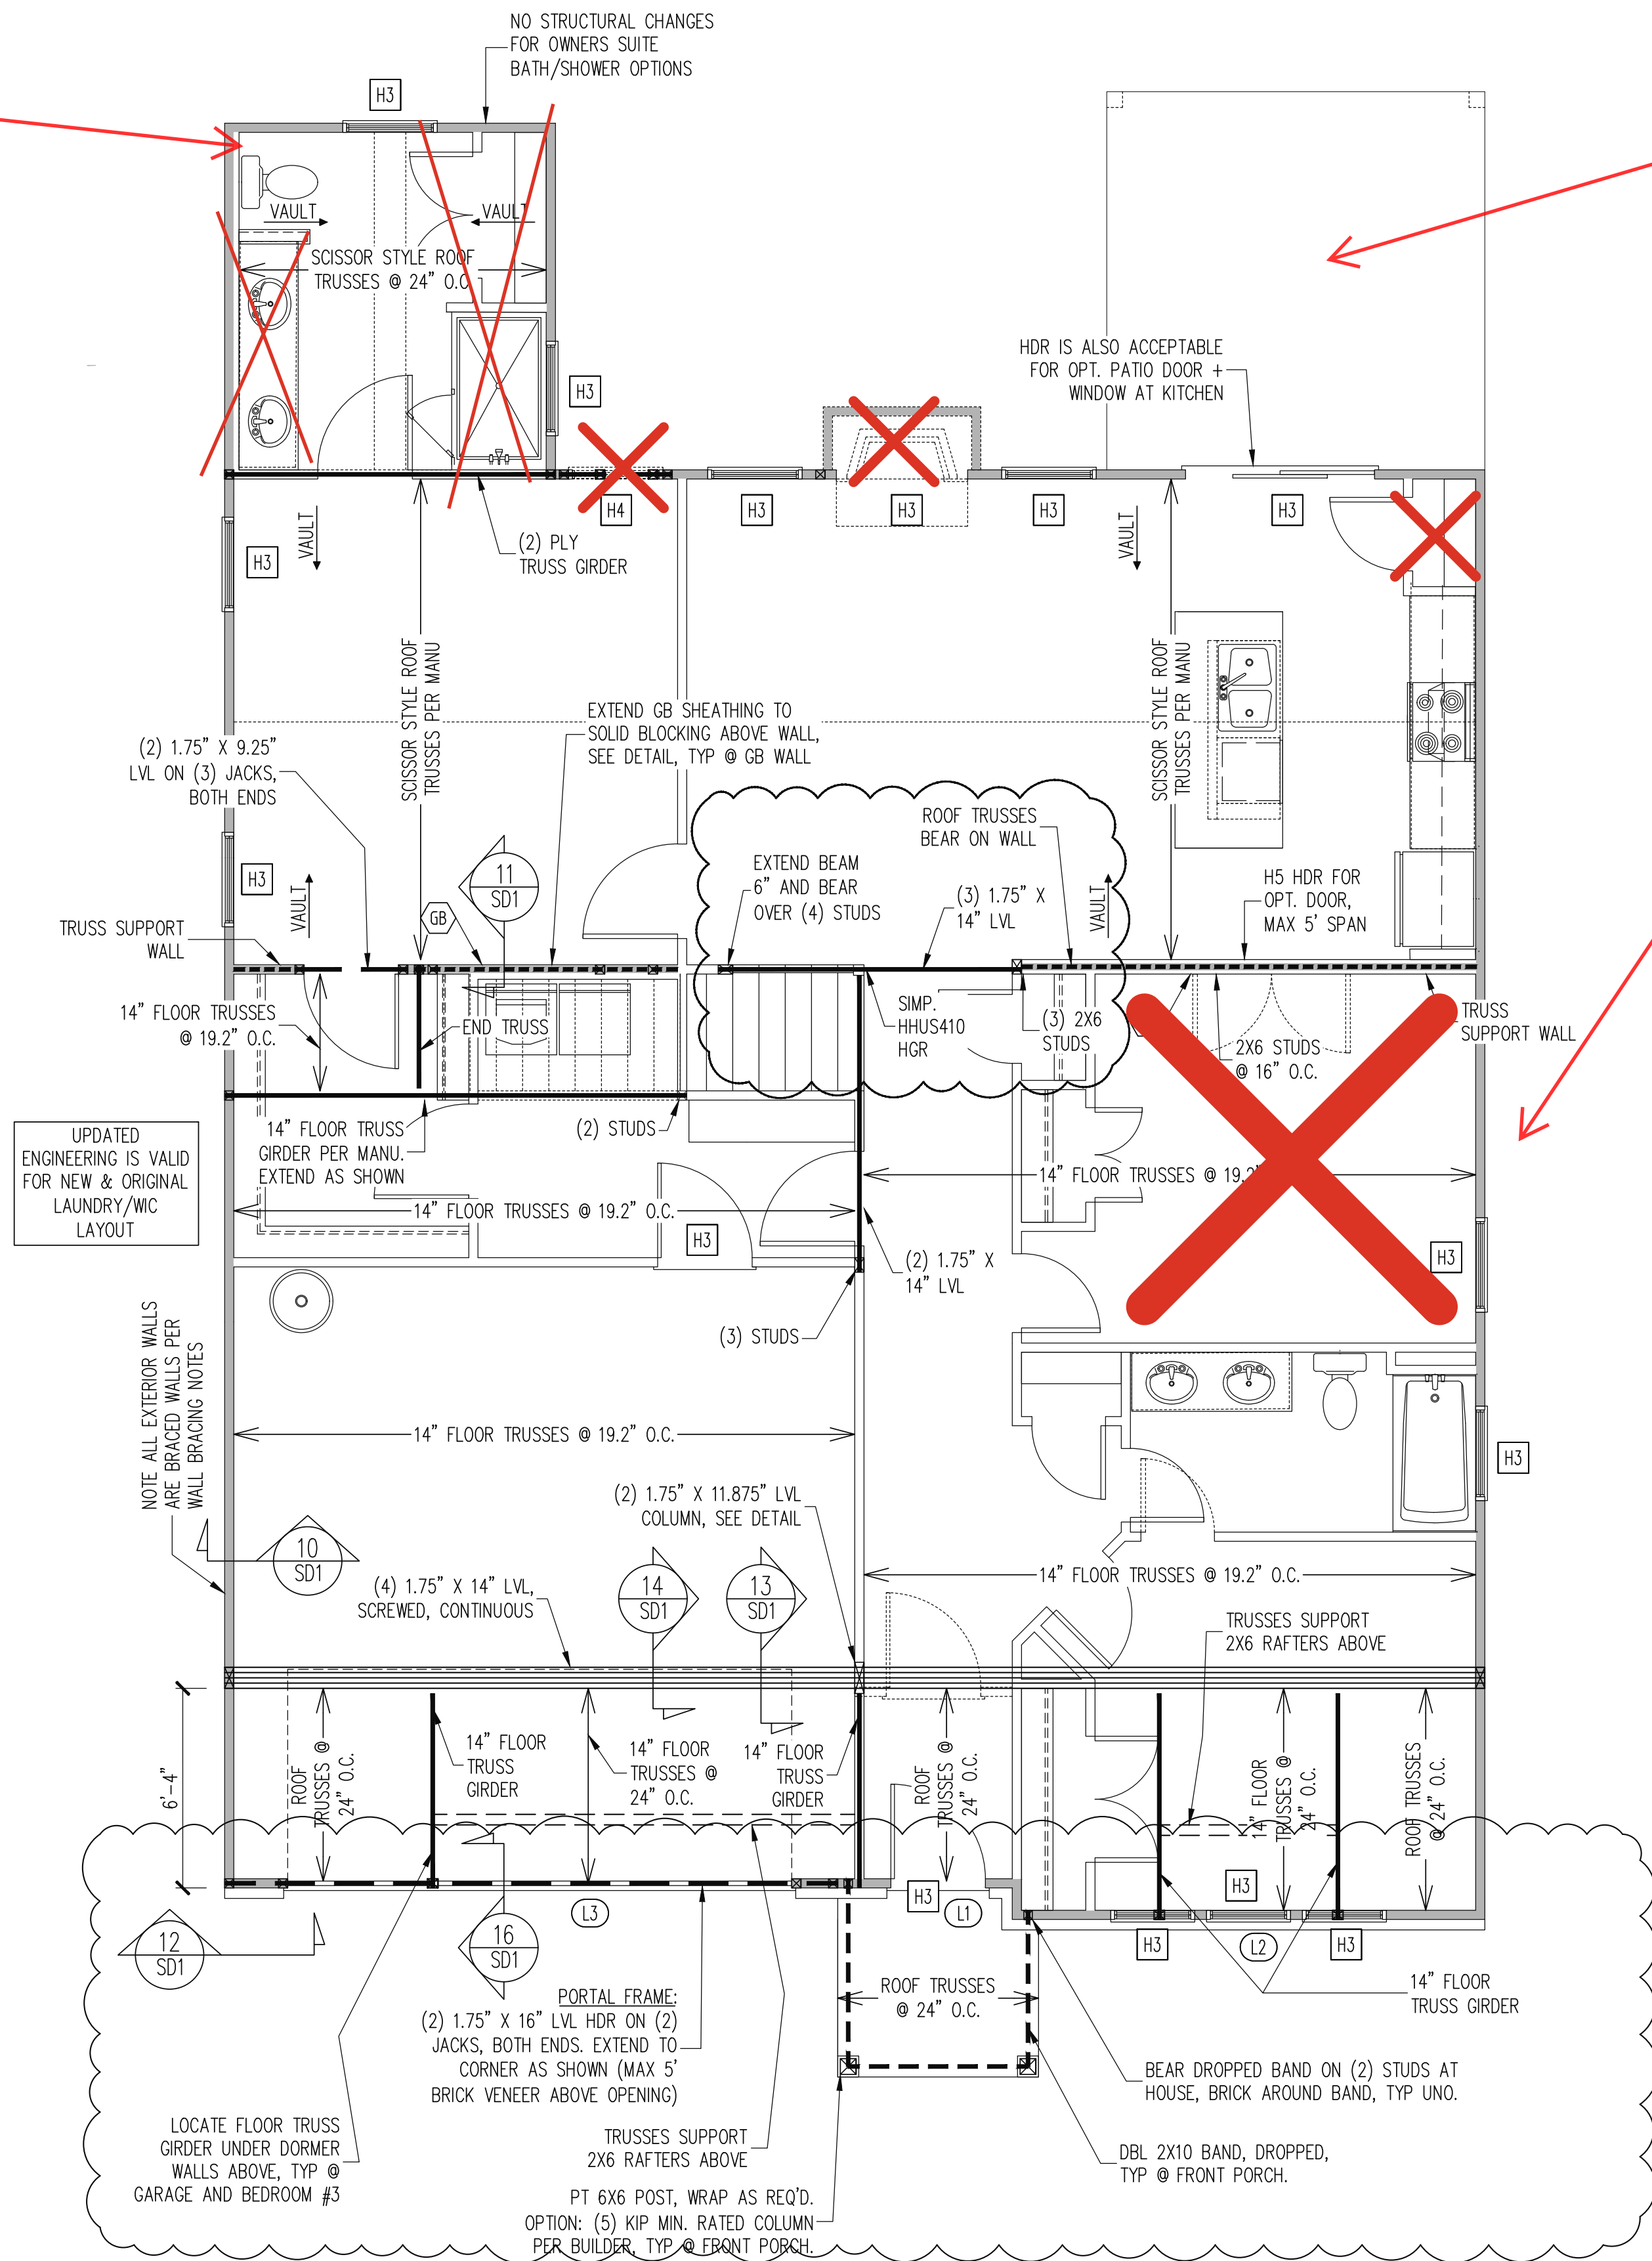 NO STRUCTURAL CHANGES
FOR OWNERS SUITE
BATH/SHOWER OPTIONS
H3
VAULT
VAULT
SCISSOR STYLE ROOF
TRUSSES @ 24" O.C.
HDR IS ALSO ACCEPTABLE
FOR OPT. PATIO DOOR +
WINDOW AT KITCHEN
H3
H4
H3
H3
H3
H3
(2) PLY
TRUSS GIRDER
VAULT
VAULT
H3
SCISSOR STYLE ROOF
TRUSSES PER MANU
SCISSOR STYLE ROOF
TRUSSES PER MANU
EXTEND GB SHEATHING TO
SOLID BLOCKING ABOVE WALL,
SEE DETAIL, TYP @ GB WALL
(2) 1.75" X 9.25"
LVL ON (3) JACKS,
BOTH ENDS
ROOF TRUSSES
BEAR ON WALL
EXTEND BEAM
6" AND BEAR
OVER (4) STUDS
(3) 1.75" X
14" LVL
H5 HDR FOR
OPT. DOOR,
MAX 5' SPAN
11
SD1
H3
VAULT
GB
VAULT
TRUSS SUPPORT
WALL
14" FLOOR TRUSSES
@ 19.2" O.C.
END TRUSS
SIMP.
HHUS410
HGR
(3) 2X6
STUDS
2X6 STUDS
@ 16" O.C.
TRUSS
SUPPORT WALL
UPDATED
ENGINEERING IS VALID
FOR NEW & ORIGINAL
LAUNDRY/WIC
LAYOUT
14" FLOOR TRUSS
GIRDER PER MANU.
EXTEND AS SHOWN
(2) STUDS
14" FLOOR TRUSSES @ 19.2"
14" FLOOR TRUSSES @ 19.2" O.C.
H3
(2) 1.75" X
14" LVL
H3
(3) STUDS
NOTE ALL EXTERIOR WALLS
ARE BRACED WALLS PER
WALL BRACING NOTES
14" FLOOR TRUSSES @ 19.2" O.C.
H3
(2) 1.75" X 11.875" LVL
COLUMN, SEE DETAIL
10
SD1
(4) 1.75" X 14" LVL,
SCREWED, CONTINUOUS
14
SD1
13
SD1
14" FLOOR TRUSSES @ 19.2" O.C.
TRUSSES SUPPORT
2X6 RAFTERS ABOVE
6'-4"
ROOF
TRUSSES @
24" O.C.
14" FLOOR
TRUSS
GIRDER
14" FLOOR
TRUSSES @
24" O.C.
14" FLOOR
TRUSS
GIRDER
ROOF
TRUSSES @
24" O.C.
14" FLOOR
TRUSSES @
24" O.C.
ROOF TRUSSES
@ 24" O.C.
H3
H3
L3
L1
12
SD1
16
SD1
H3
L2
H3
PORTAL FRAME:
(2) 1.75" X 16" LVL HDR ON (2)
JACKS, BOTH ENDS. EXTEND TO
CORNER AS SHOWN (MAX 5'
BRICK VENEER ABOVE OPENING)
ROOF TRUSSES
@ 24" O.C.
14" FLOOR
TRUSS GIRDER
BEAR DROPPED BAND ON (2) STUDS AT
HOUSE, BRICK AROUND BAND, TYP UNO.
LOCATE FLOOR TRUSS
GIRDER UNDER DORMER
WALLS ABOVE, TYP @
GARAGE AND BEDROOM #3
TRUSSES SUPPORT
2X6 RAFTERS ABOVE
DBL 2X10 BAND, DROPPED,
TYP @ FRONT PORCH.
PT 6X6 POST, WRAP AS REQ'D.
OPTION: (5) KIP MIN. RATED COLUMN
PER BUILDER, TYP @ FRONT PORCH.